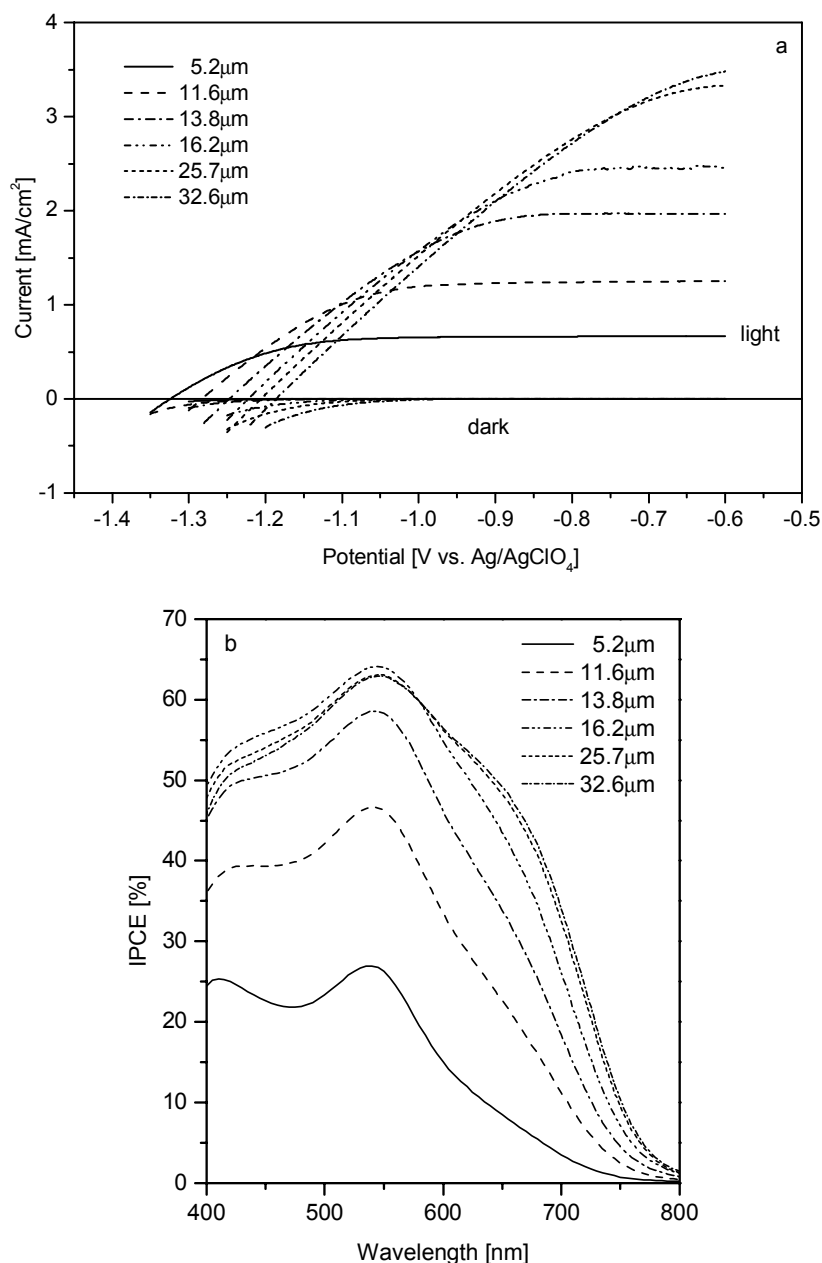 a
4
3
2
1
0
-1
Current [mA/cm²]
5.2μm
11.6μm
13.8μm
16.2μm
25.7μm
32.6μm
light
dark
-1.4 -1.3 -1.2 -1.1 -1.0 -0.9 -0.8 -0.7 -0.6 -0.5
Potential [V vs. Ag/AgClO₄]
b
70
60
50
40
30
20
10
0
IPCE [%]
5.2μm
11.6μm
13.8μm
16.2μm
25.7μm
32.6μm
400 500 600 700 800
Wavelength [nm]